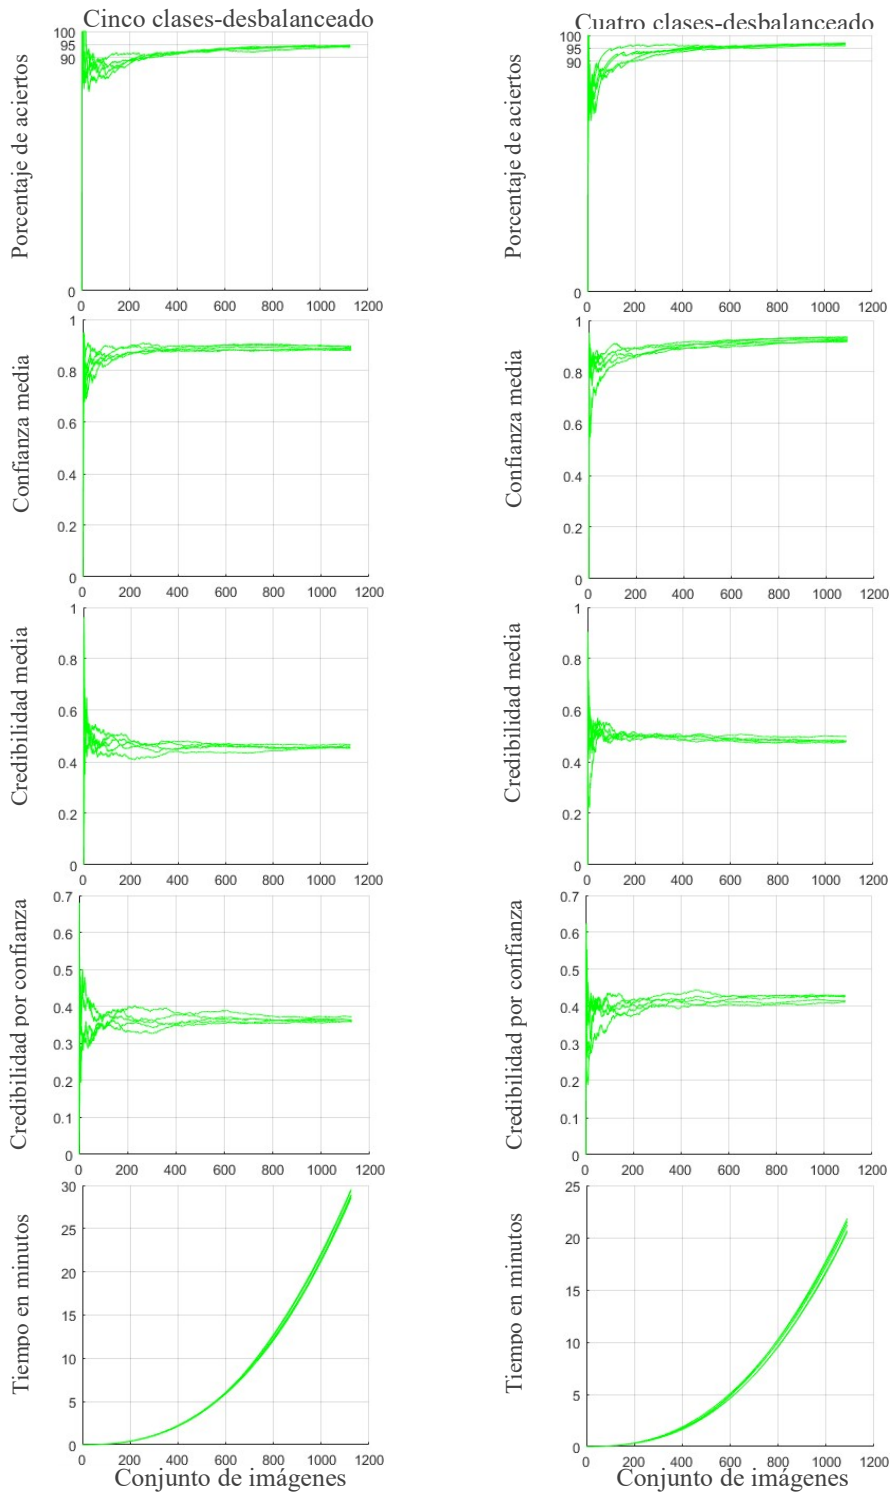 Cinco clases-desbalanceado
Cuatro clases-desbalanceado
Porcentaje de aciertos
100
95
90
0
0 200 400 600 800 1000 1200
Porcentaje de aciertos
100
95
90
0
0 200 400 600 800 1000 1200
Confianza media
1
0.8
0.6
0.4
0.2
0
0 200 400 600 800 1000 1200
Confianza media
1
0.8
0.6
0.4
0.2
0
0 200 400 600 800 1000 1200
Credibilidad media
1
0.8
0.6
0.4
0.2
0
0 200 400 600 800 1000 1200
Credibilidad media
1
0.8
0.6
0.4
0.2
0
0 200 400 600 800 1000 1200
Credibilidad por confianza
0.7
0.6
0.5
0.4
0.3
0.2
0.1
0
0 200 400 600 800 1000 1200
Credibilidad por confianza
0.7
0.6
0.5
0.4
0.3
0.2
0.1
0
0 200 400 600 800 1000 1200
Tiempo en minutos
30
25
20
15
10
5
0
0 200 400 600 800 1000 1200
Conjunto de imágenes
Tiempo en minutos
25
20
15
10
5
0
0 200 400 600 800 1000 1200
Conjunto de imágenes